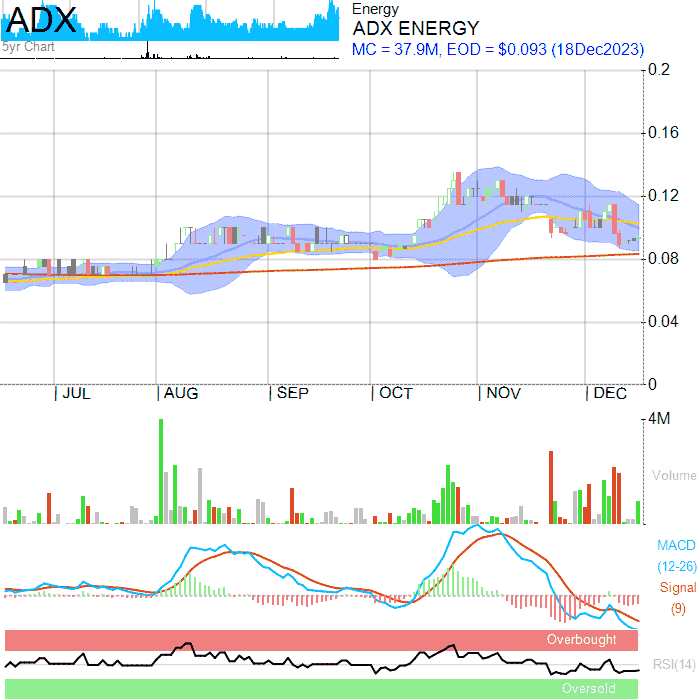 ADX
5yr Chart
Energy
ADX ENERGY
MC = 37.9M, EOD = $0.093 (18Dec2023)
0.2
0.16
0.12
0.08
0.04
0
JUL AUG SEP OCT NOV DEC
4M
Volume
MACD
(12-26)
Signal
(9)
Overbought
RSI(14)
Oversold